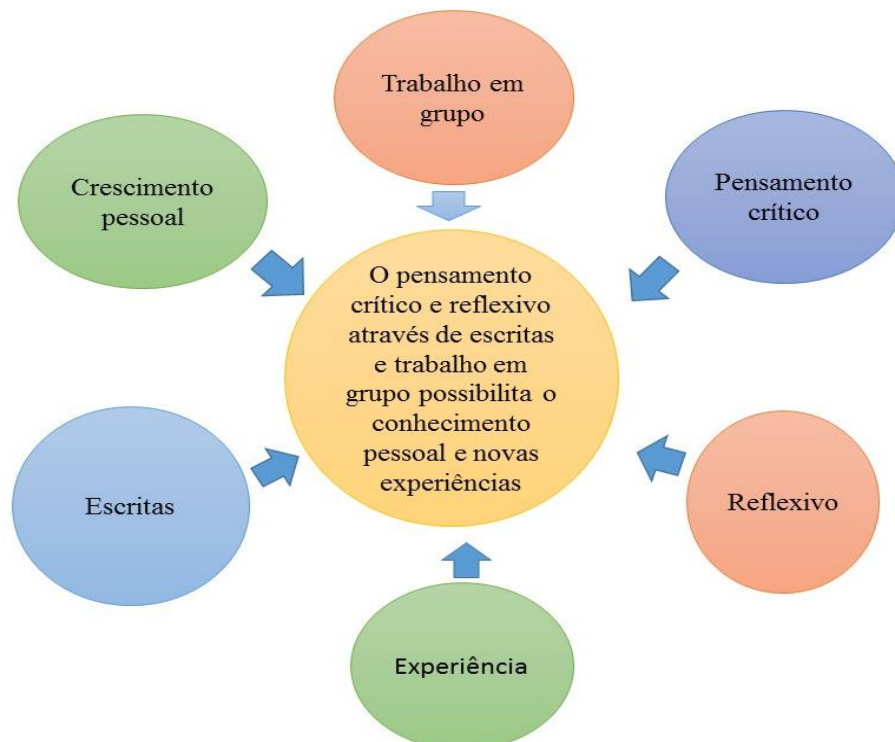 Trabalho em
grupo
Crescimento
pessoal
Pensamento
crítico
O pensamento
crítico e reflexivo
através de escritas
e trabalho em
grupo possibilita o
conhecimento
pessoal e novas
experiências
Escritas
Reflexivo
Experiência